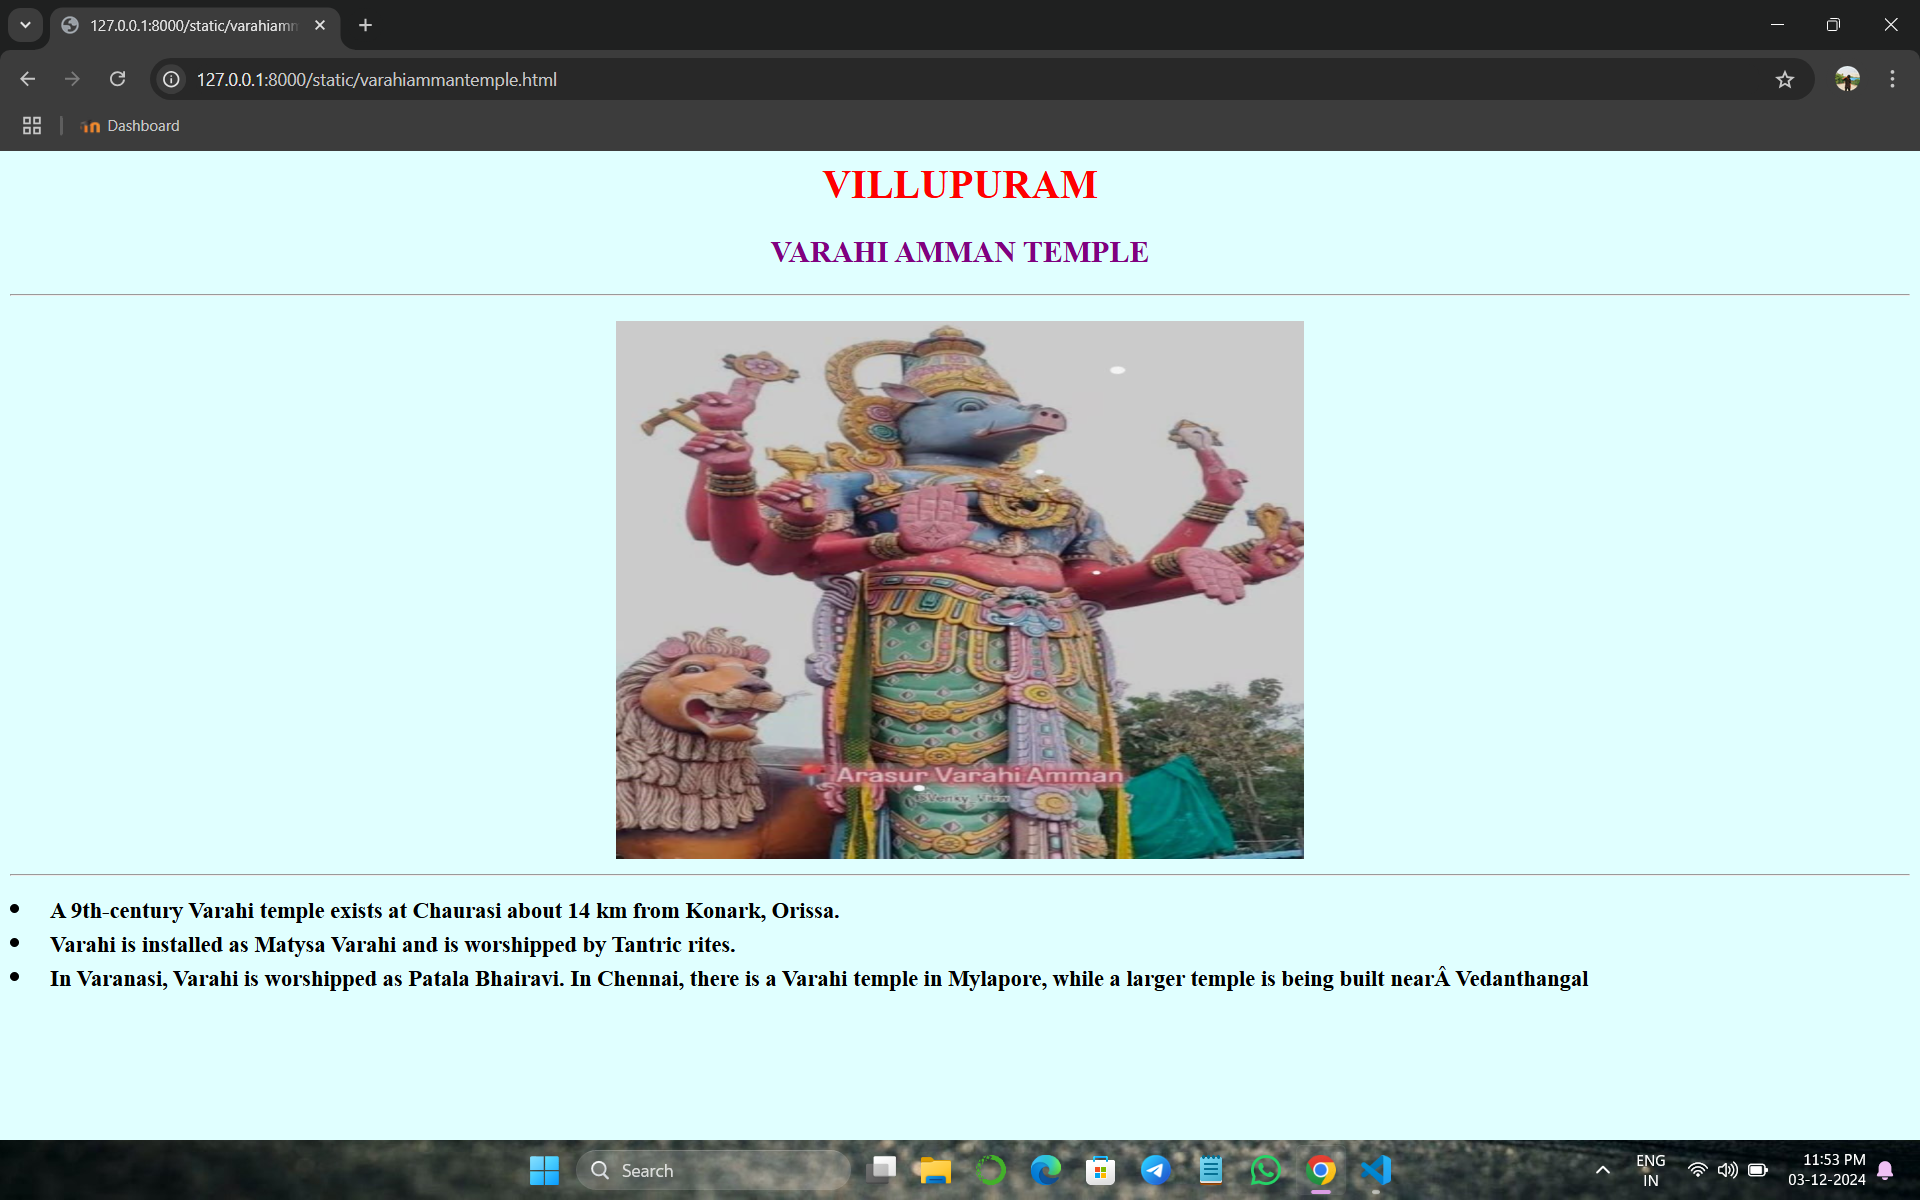 127.0.0.1:8000/static/varahiamm
127.0.0.1:8000/static/varahiammantemple.html
Dashboard
VILLUPURAM
VARAHI AMMAN TEMPLE
Arasur Varahi Amman
Venky_View
A 9th-century Varahi temple exists at Chaurasi about 14 km from Konark, Orissa.
Varahi is installed as Matysa Varahi and is worshipped by Tantric rites.
In Varanasi, Varahi is worshipped as Patala Bhairavi. In Chennai, there is a Varahi temple in Mylapore, while a larger temple is being built nearÂ Vedanthangal
Search
ENG
IN
11:53 PM
03-12-2024